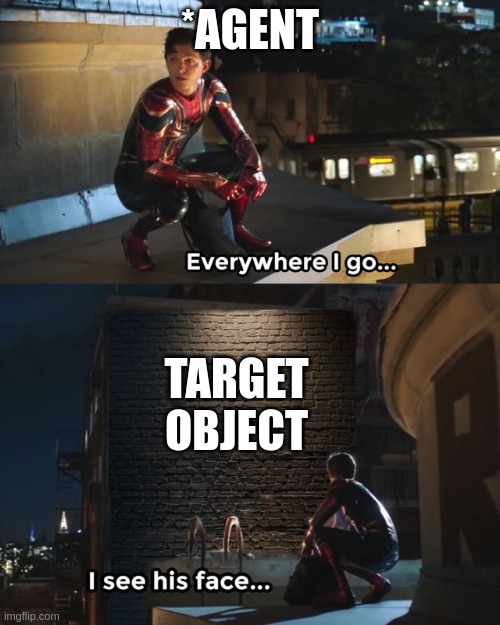 *AGENT
Everywhere I go...
TARGET
OBJECT
I see his face...
imgflip.com